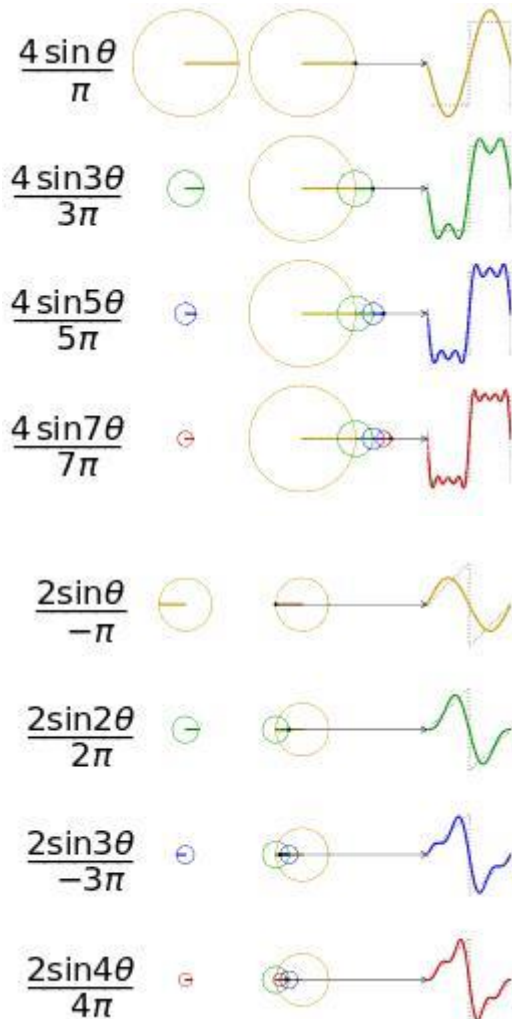 4 sin θ
π
4 sin3θ
3π
4 sin5θ
5π
4 sin7θ
7π
2sinθ
−π
2sin2θ
2π
2sin3θ
−3π
2sin4θ
4π